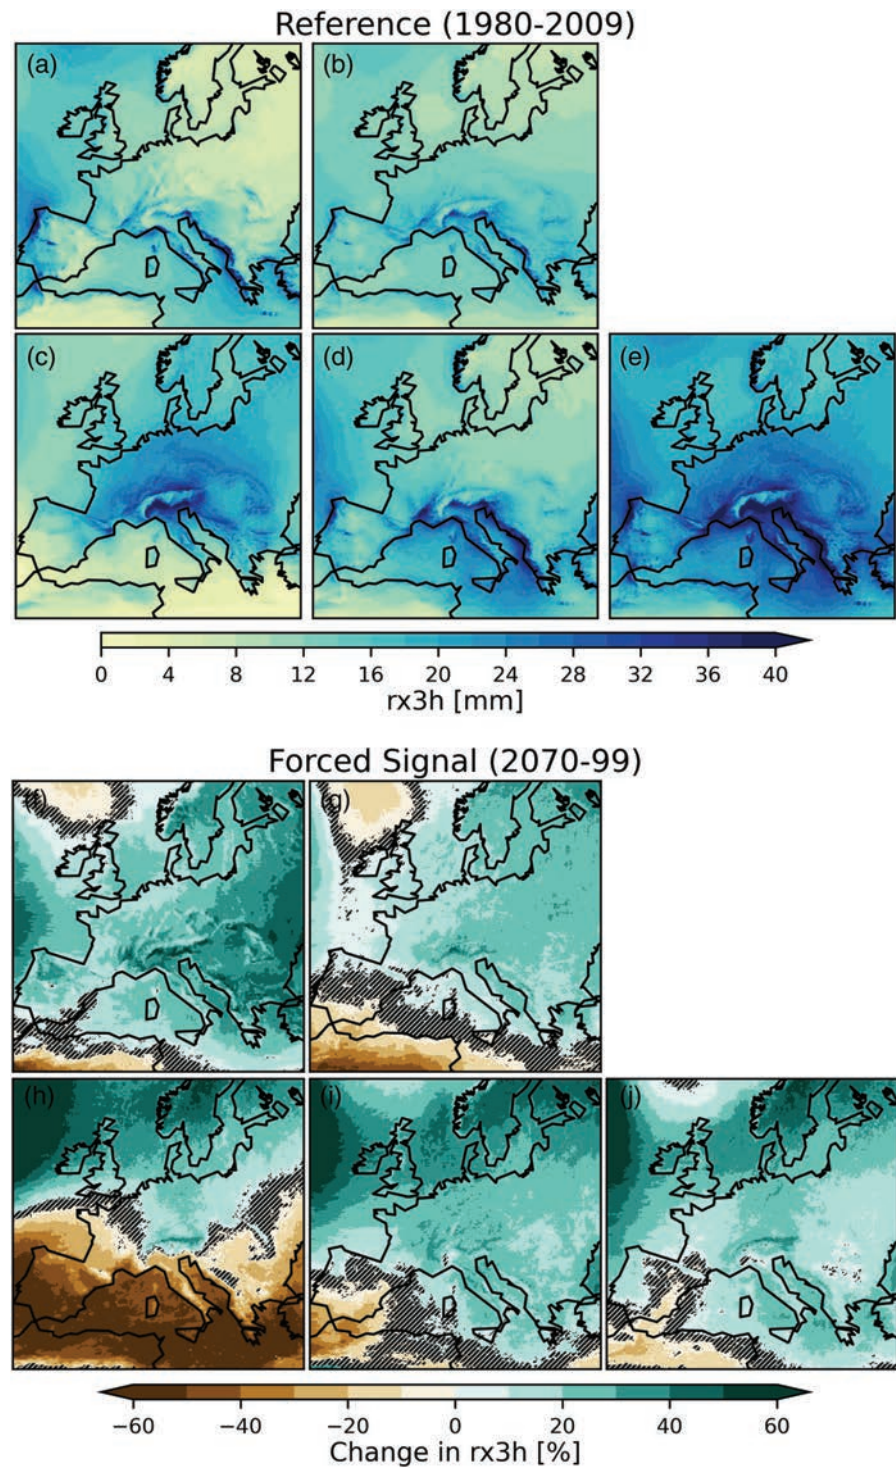 Reference (1980-2009)
(a) (b)
(c) (d) (e)
0 4 8 12 16 20 24 28 32 36 40
rx3h [mm]
Forced Signal (2070-99)
(f) (g)
(h) (i) (j)
−60 −40 −20 0 20 40 60
Change in rx3h [%]